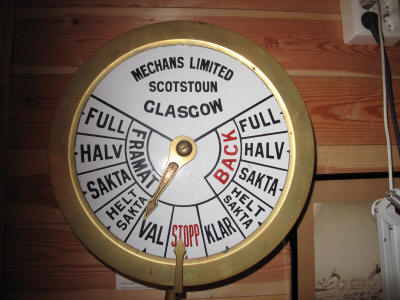 MECHANS LIMITED
SCOTSTOUN
GLASGOW
FULL
HALV
SAKTA
HELT
SAKTA
FRAMÅT
VAL
STOPP
KLAR
BACK
FULL
HALV
SAKTA
HELT
SAKTA